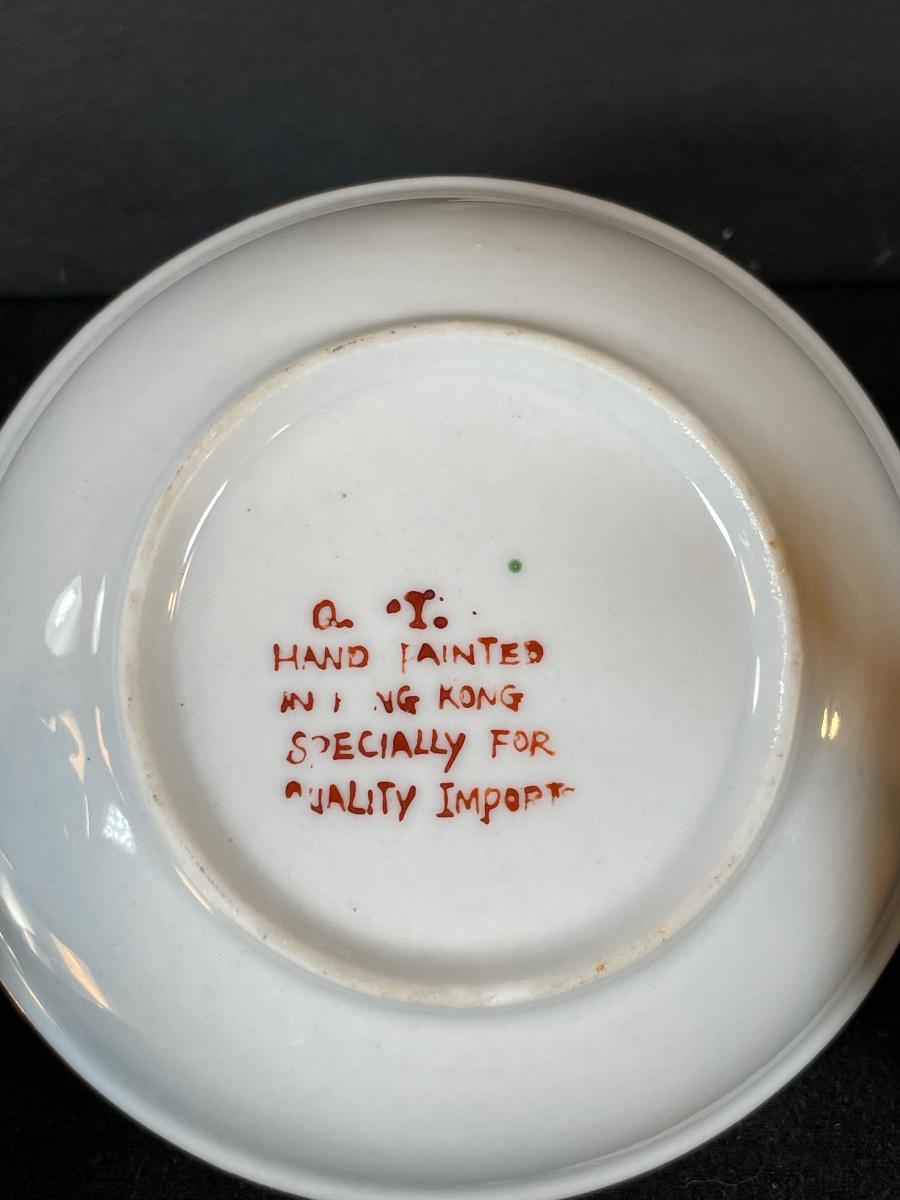 Q. I.
HAND PAINTED
IN HONG KONG
SPECIALLY FOR
QUALITY IMPORTS